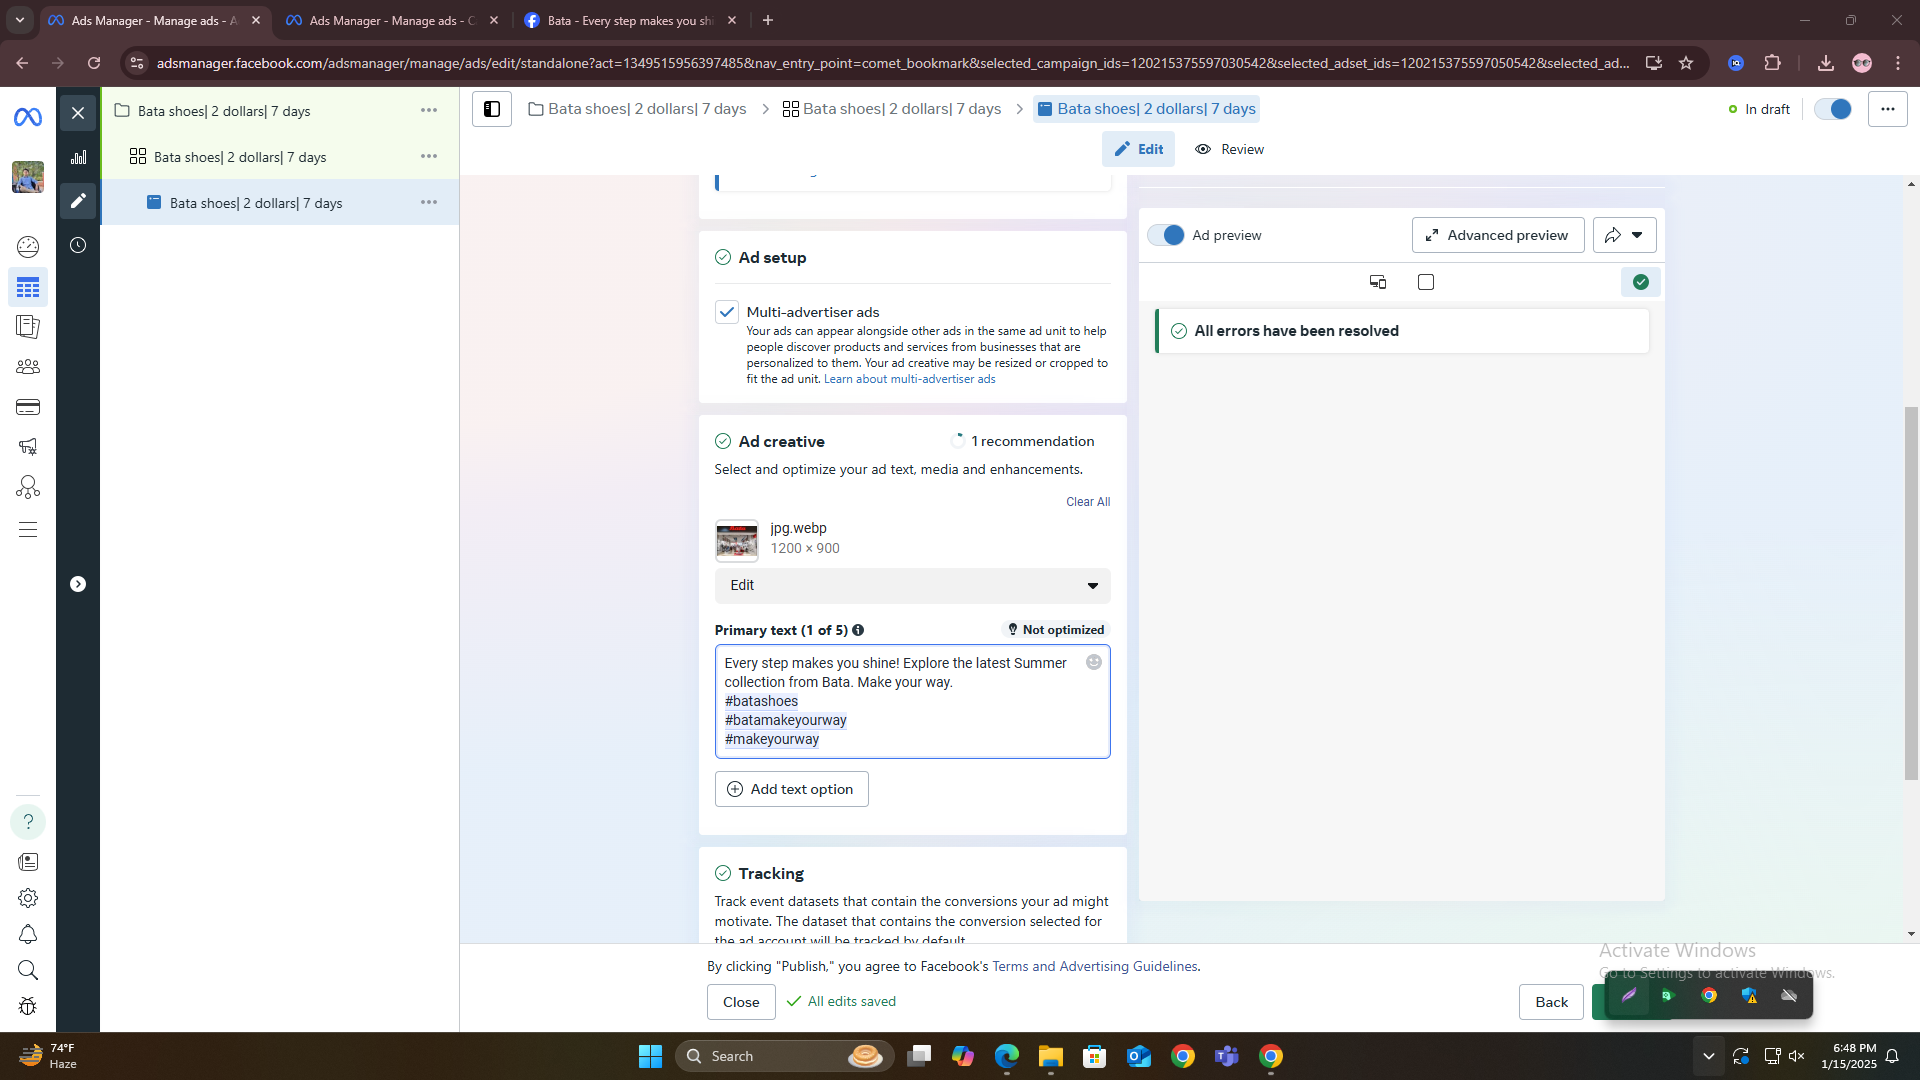 Ads Manager - Manage ads - A
Ads Manager - Manage ads - C
Bata - Every step makes you shi
adsmanager.facebook.com/adsmanager/manage/ads/edit/standalone?act=1349515956397485&nav_entry_point=comet_bookmark&selected_campaign_ids=120215375597030542&selected_adset_ids=120215375597050542&selected_ad...
Bata shoes| 2 dollars| 7 days
Bata shoes| 2 dollars| 7 days
Bata shoes| 2 dollars| 7 days
Bata shoes| 2 dollars| 7 days
Bata shoes| 2 dollars| 7 days
Bata shoes| 2 dollars| 7 days
In draft
Edit
Review
Ad setup
Multi-advertiser ads
Your ads can appear alongside other ads in the same ad unit to help
people discover products and services from businesses that are
personalized to them. Your ad creative may be resized or cropped to
fit the ad unit. Learn about multi-advertiser ads
Ad creative
1 recommendation
Select and optimize your ad text, media and enhancements.
Clear All
jpg.webp
1200 × 900
Edit
Primary text (1 of 5)
Not optimized
Every step makes you shine! Explore the latest Summer
collection from Bata. Make your way.
#batashoes
#batamakeyourway
#makeyourway
Add text option
Tracking
Track event datasets that contain the conversions your ad might
motivate. The dataset that contains the conversion selected for
the ad account will be tracked by default.
Ad preview
Advanced preview
All errors have been resolved
By clicking "Publish," you agree to Facebook's Terms and Advertising Guidelines.
Close
All edits saved
Back
Activate Windows
Go to Settings to activate Windows.
74°F
Haze
Search
6:48 PM
1/15/2025